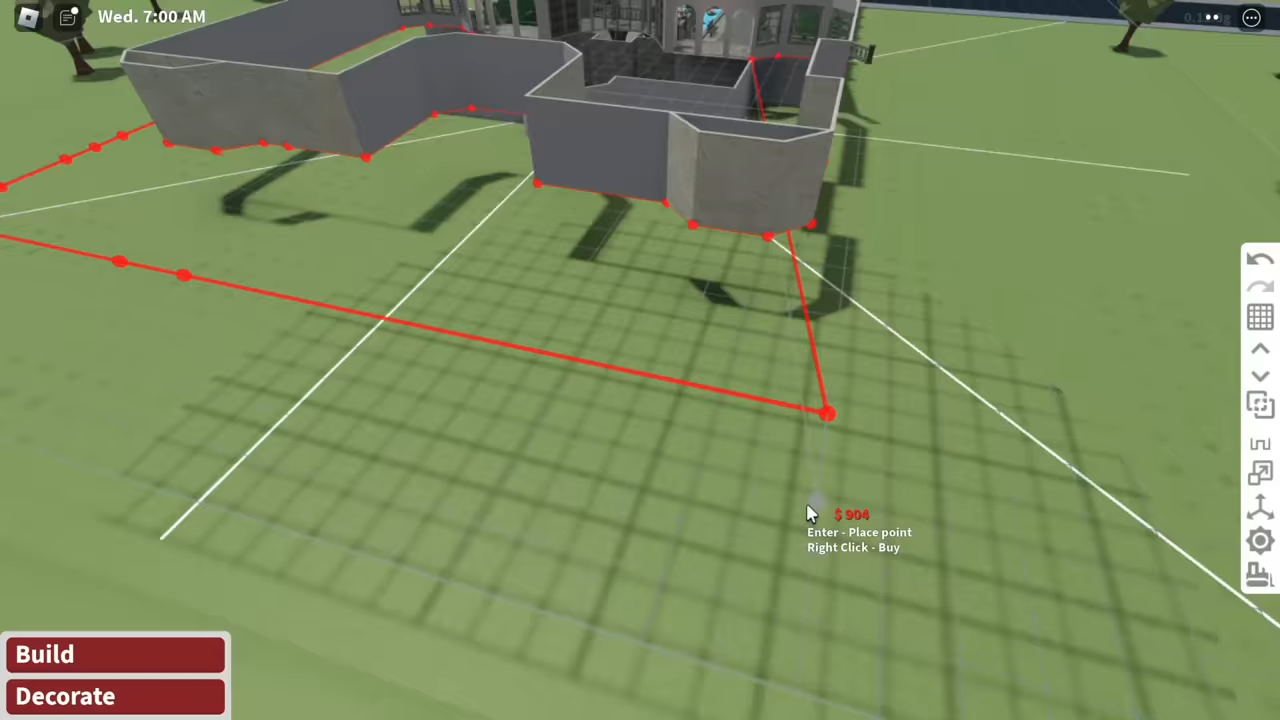 Wed. 7:00 AM
$ 904
Enter - Place point
Right Click - Buy
Build
Decorate